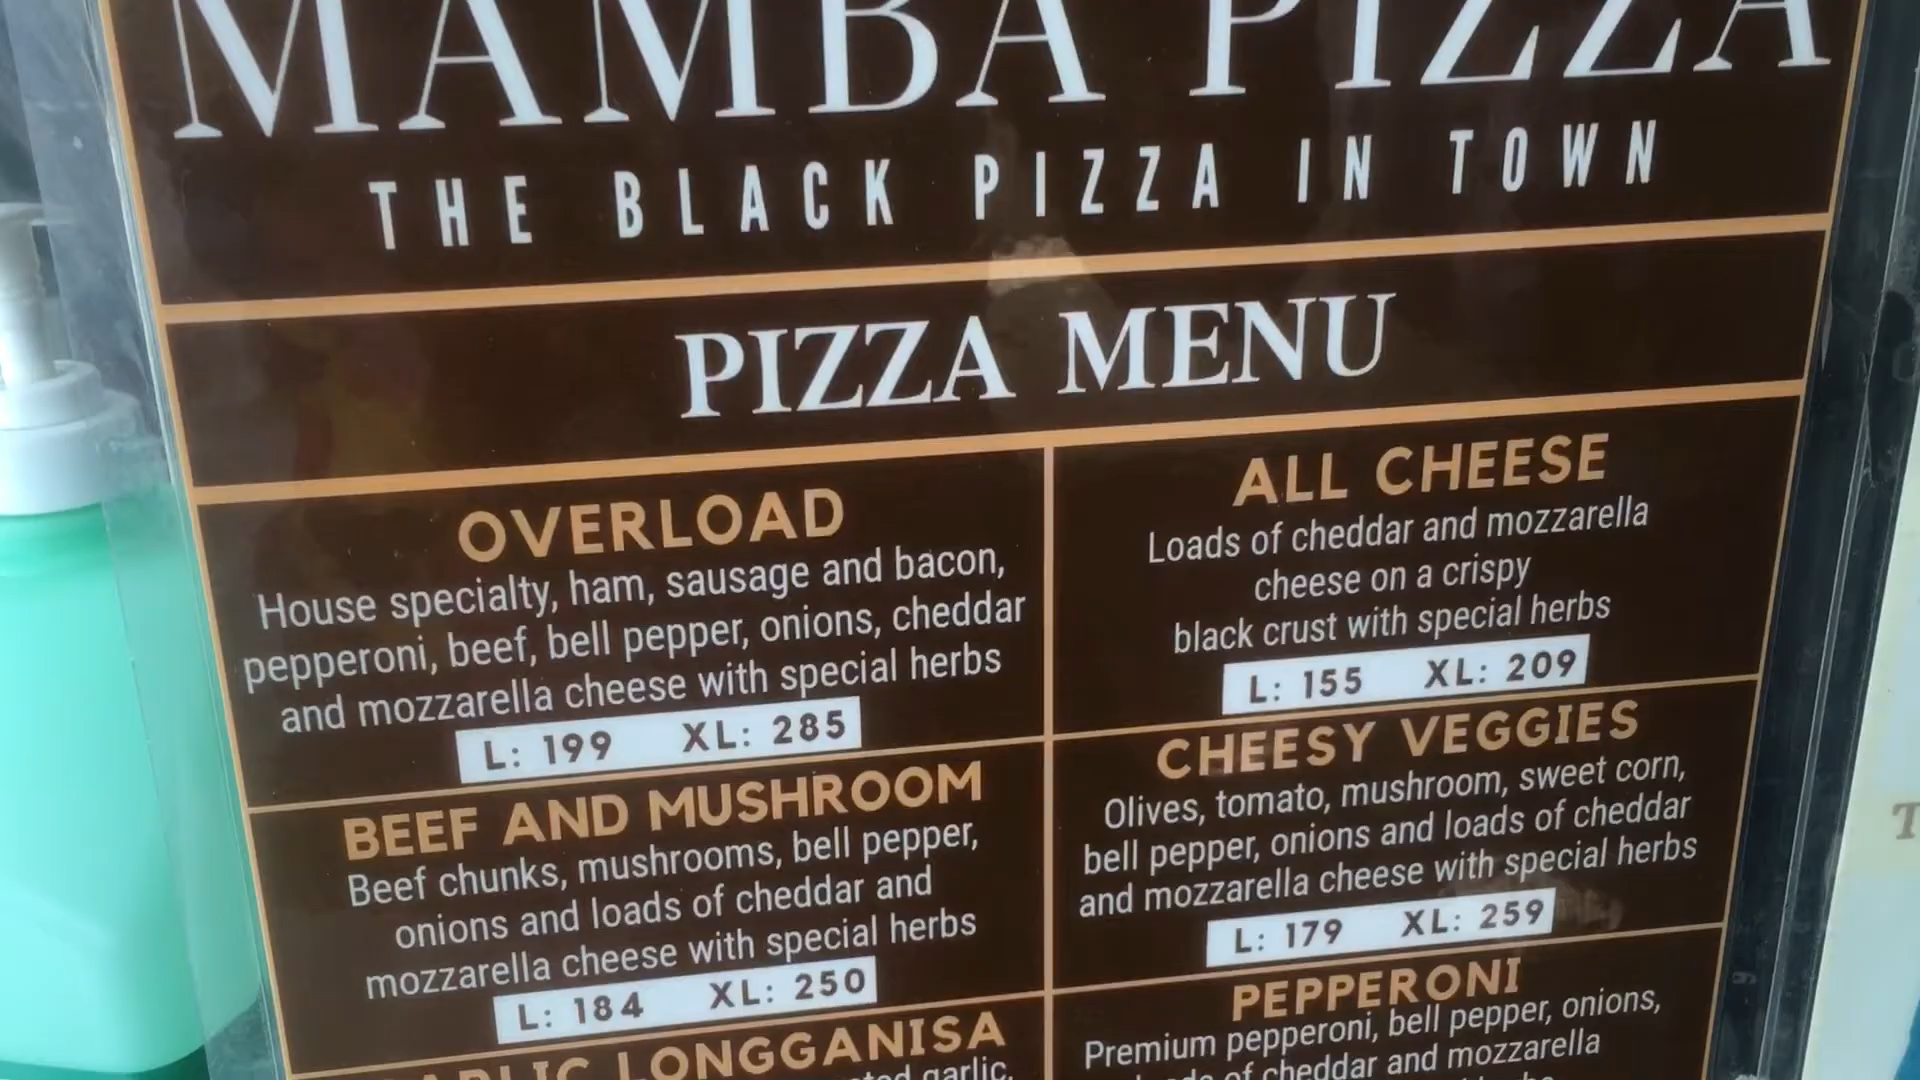 MAMBA PIZZA
THE BLACK PIZZA IN TOWN
PIZZA MENU
OVERLOAD
House specialty, ham, sausage and bacon,
pepperoni, beef, bell pepper, onions, cheddar
and mozzarella cheese with special herbs
L: 199 XL: 285
BEEF AND MUSHROOM
Beef chunks, mushrooms, bell pepper,
onions and loads of cheddar and
mozzarella cheese with special herbs
L: 184 XL: 250
LONGGANISA
garlic,
ALL CHEESE
Loads of cheddar and mozzarella
cheese on a crispy
black crust with special herbs
L: 155 XL: 209
CHEESY VEGGIES
Olives, tomato, mushroom, sweet corn,
bell pepper, onions and loads of cheddar
and mozzarella cheese with special herbs
L: 179 XL: 259
PEPPERONI
Premium pepperoni, bell pepper, onions,
of cheddar and mozzarella